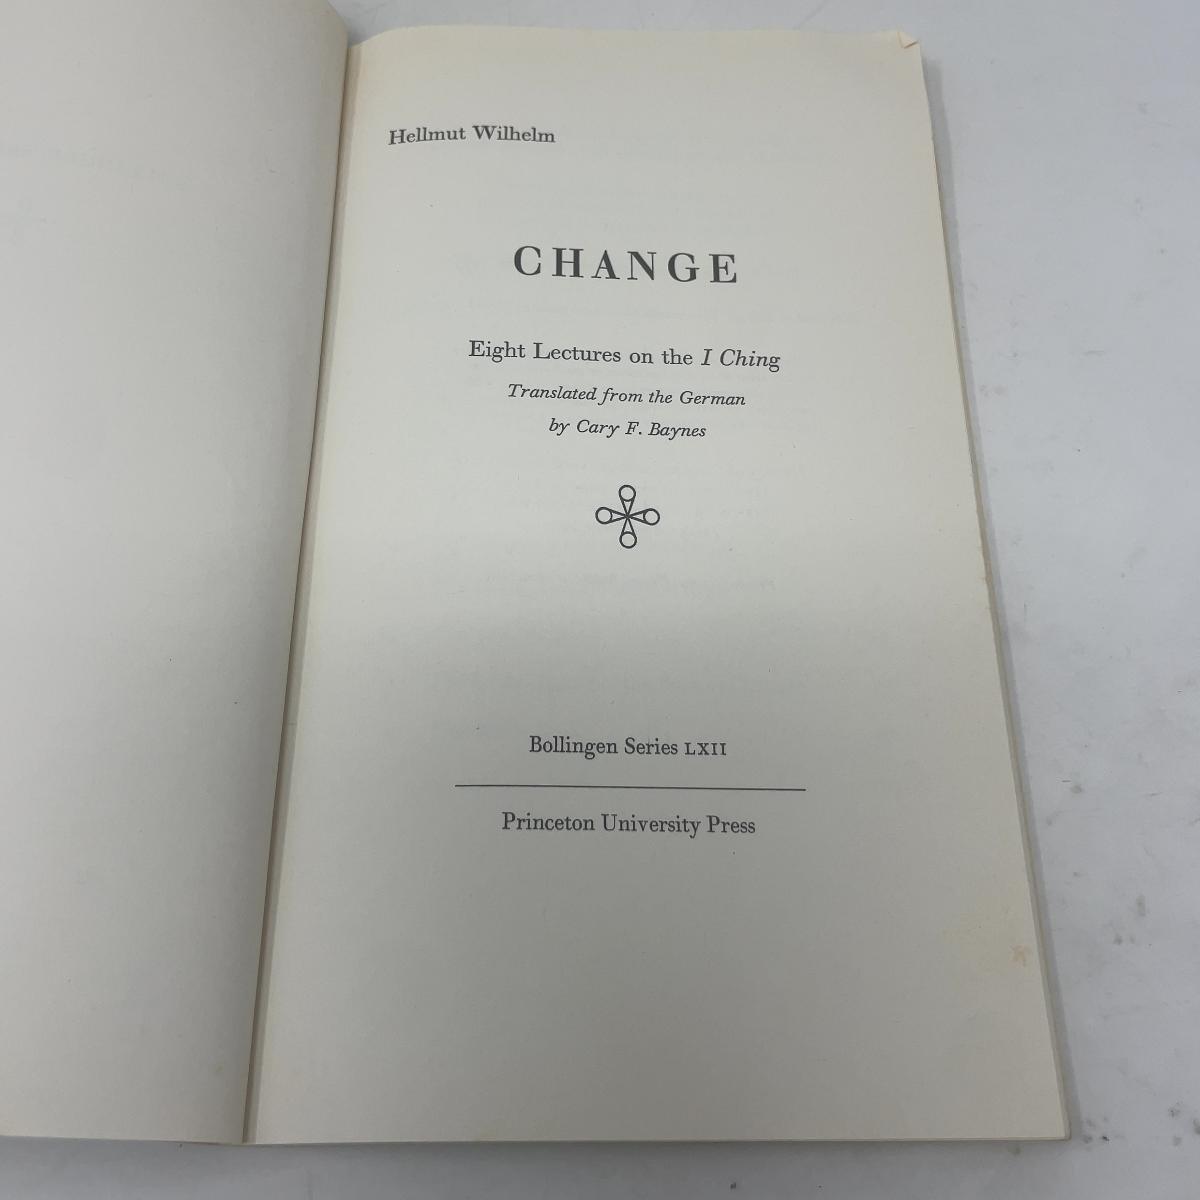 Hellmut Wilhelm
CHANGE
Eight Lectures on the I Ching
Translated from the German
by Cary F. Baynes
Bollingen Series LXII
Princeton University Press